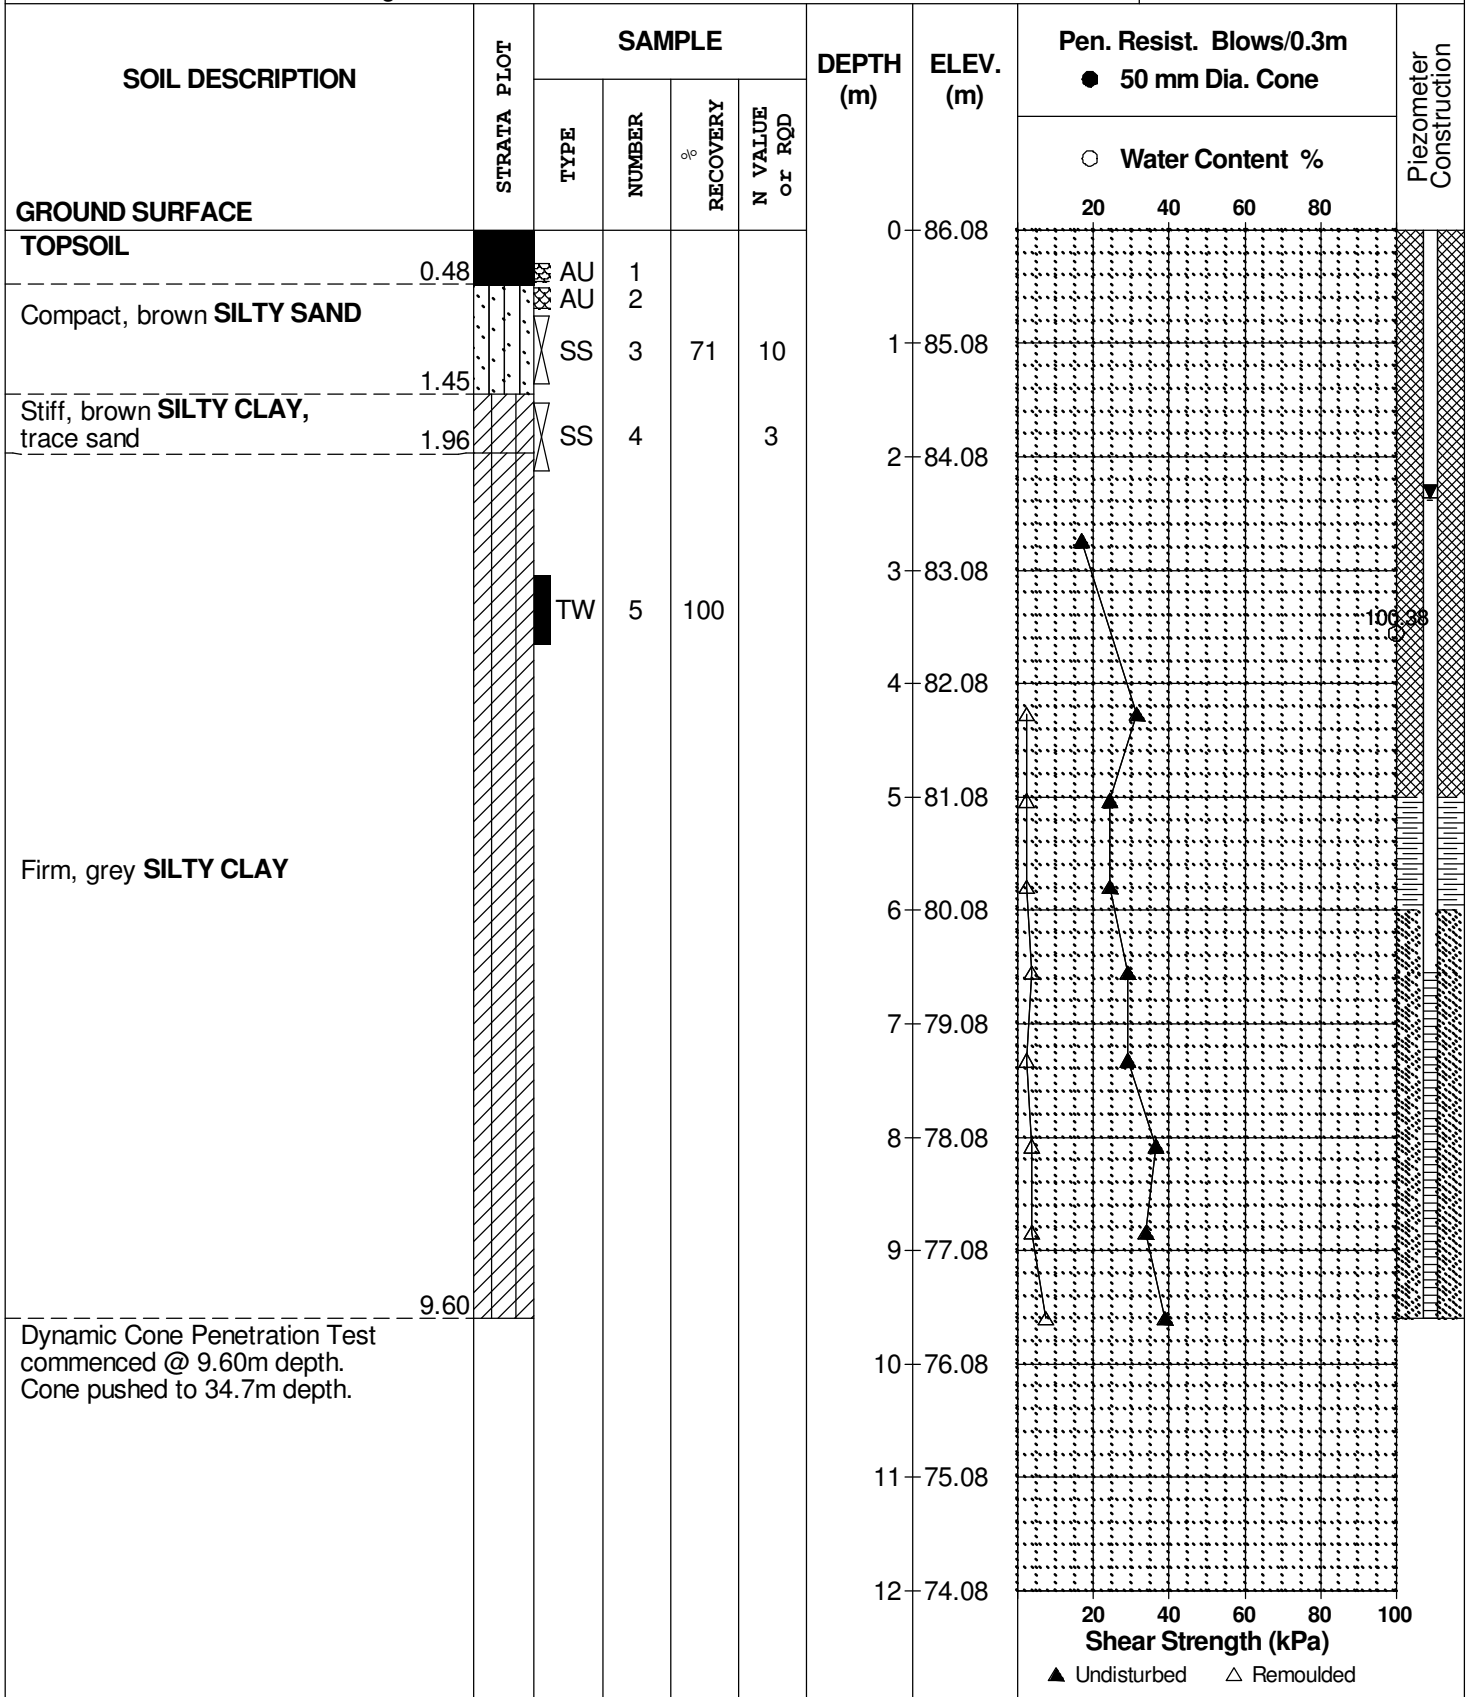 SOIL DESCRIPTION
GROUND SURFACE
STRATA PLOT
SAMPLE
TYPE
NUMBER
% RECOVERY
N VALUE or RQD
DEPTH (m)
ELEV. (m)
Pen. Resist. Blows/0.3m
● 50 mm Dia. Cone
○ Water Content %
20 40 60 80
Piezometer Construction
TOPSOIL
0.48
AU 1
AU 2
Compact, brown SILTY SAND
SS 3 71 10
1.45
Stiff, brown SILTY CLAY,
trace sand 1.96
SS 4 3
TW 5 100
Firm, grey SILTY CLAY
9.60
Dynamic Cone Penetration Test
commenced @ 9.60m depth.
Cone pushed to 34.7m depth.
0 86.08
1 85.08
2 84.08
3 83.08
4 82.08
5 81.08
6 80.08
7 79.08
8 78.08
9 77.08
10 76.08
11 75.08
12 74.08
100.38
20 40 60 80 100
Shear Strength (kPa)
▲ Undisturbed △ Remoulded